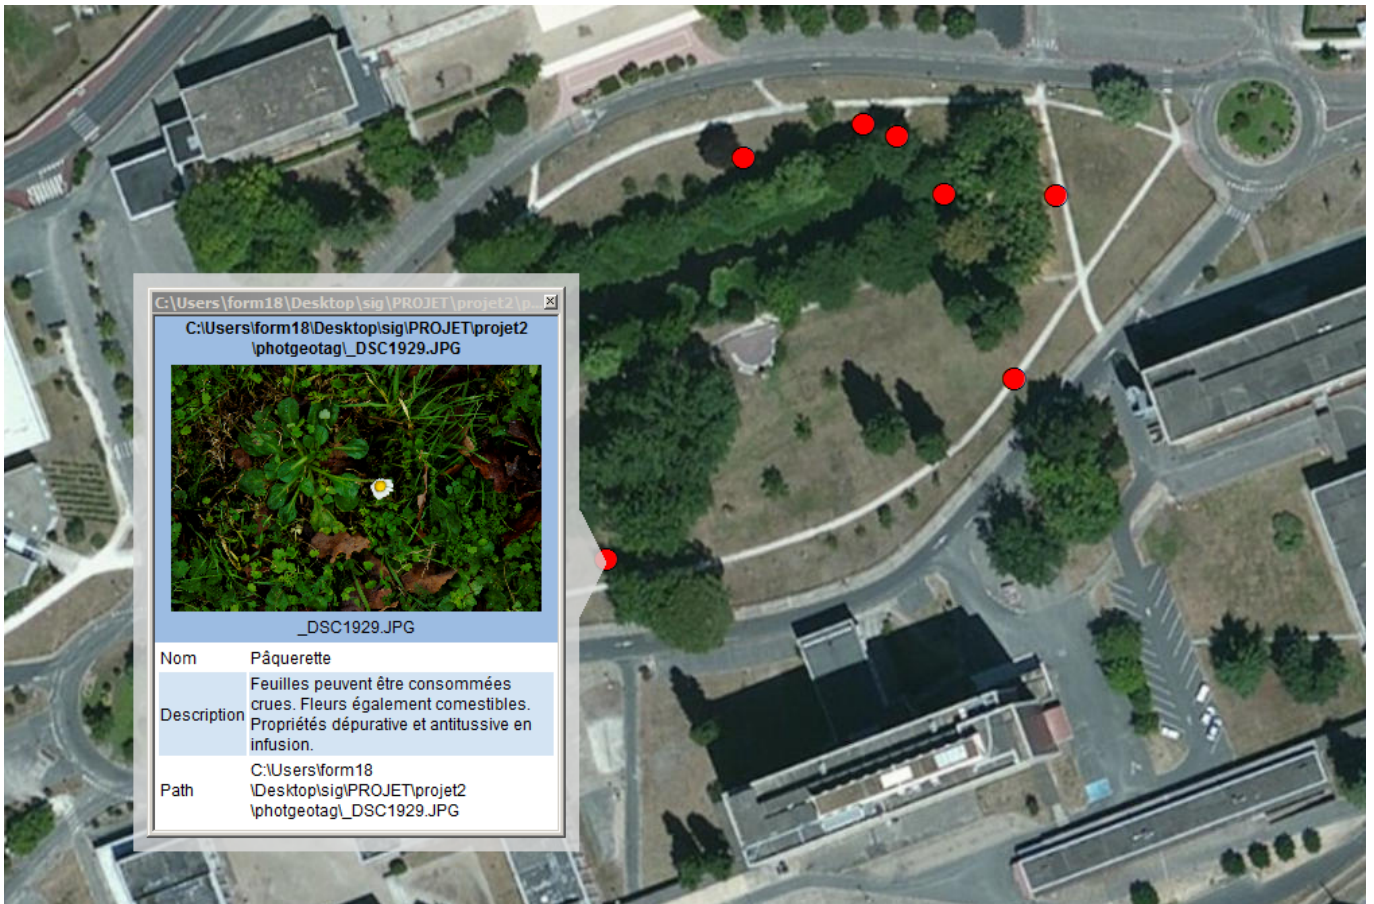 C:\Users\form18\Desktop\sig\PROJET\projet2\p...
C:\Users\form18\Desktop\sig\PROJET\projet2
\photgeotag\_DSC1929.JPG
_DSC1929.JPG
Nom Pâquerette
Description Feuilles peuvent être consommées
crues. Fleurs également comestibles.
Propriétés dépurative et antitussive en
infusion.
Path C:\Users\form18
\Desktop\sig\PROJET\projet2
\photgeotag\_DSC1929.JPG